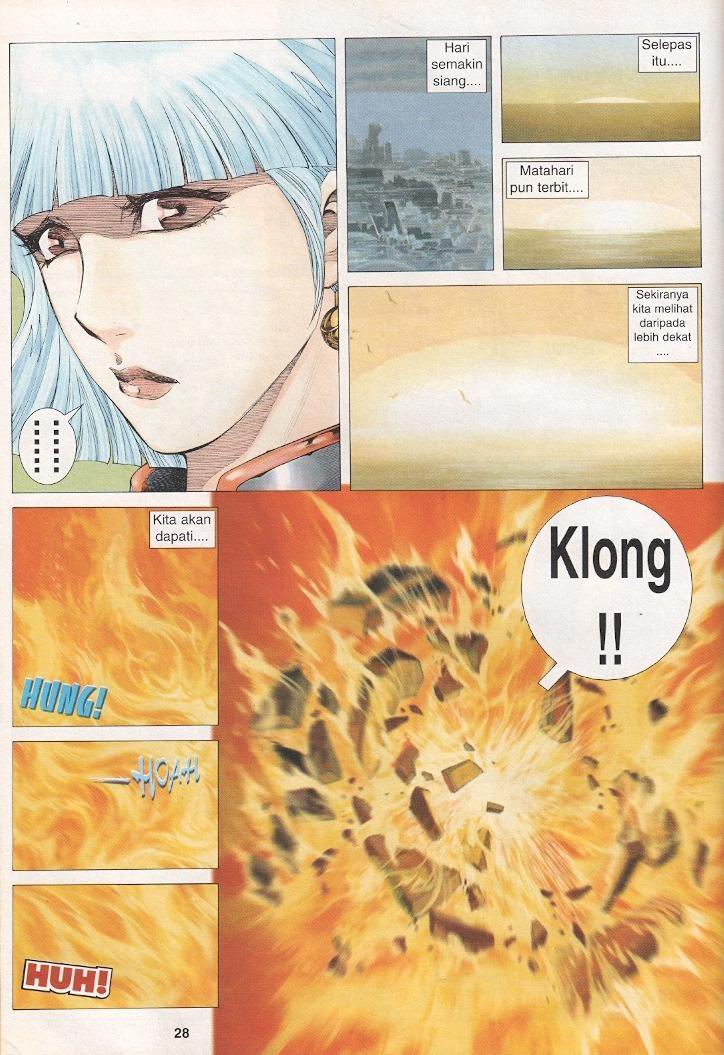 Hari
semakin
siang....
Selepas
itu....
Matahari
pun terbit....
Sekiranya
kita melihat
daripada
lebih dekat
....
Kita akan
dapati....
HUNG!
HOAH
HUH!
Klong
!!
28